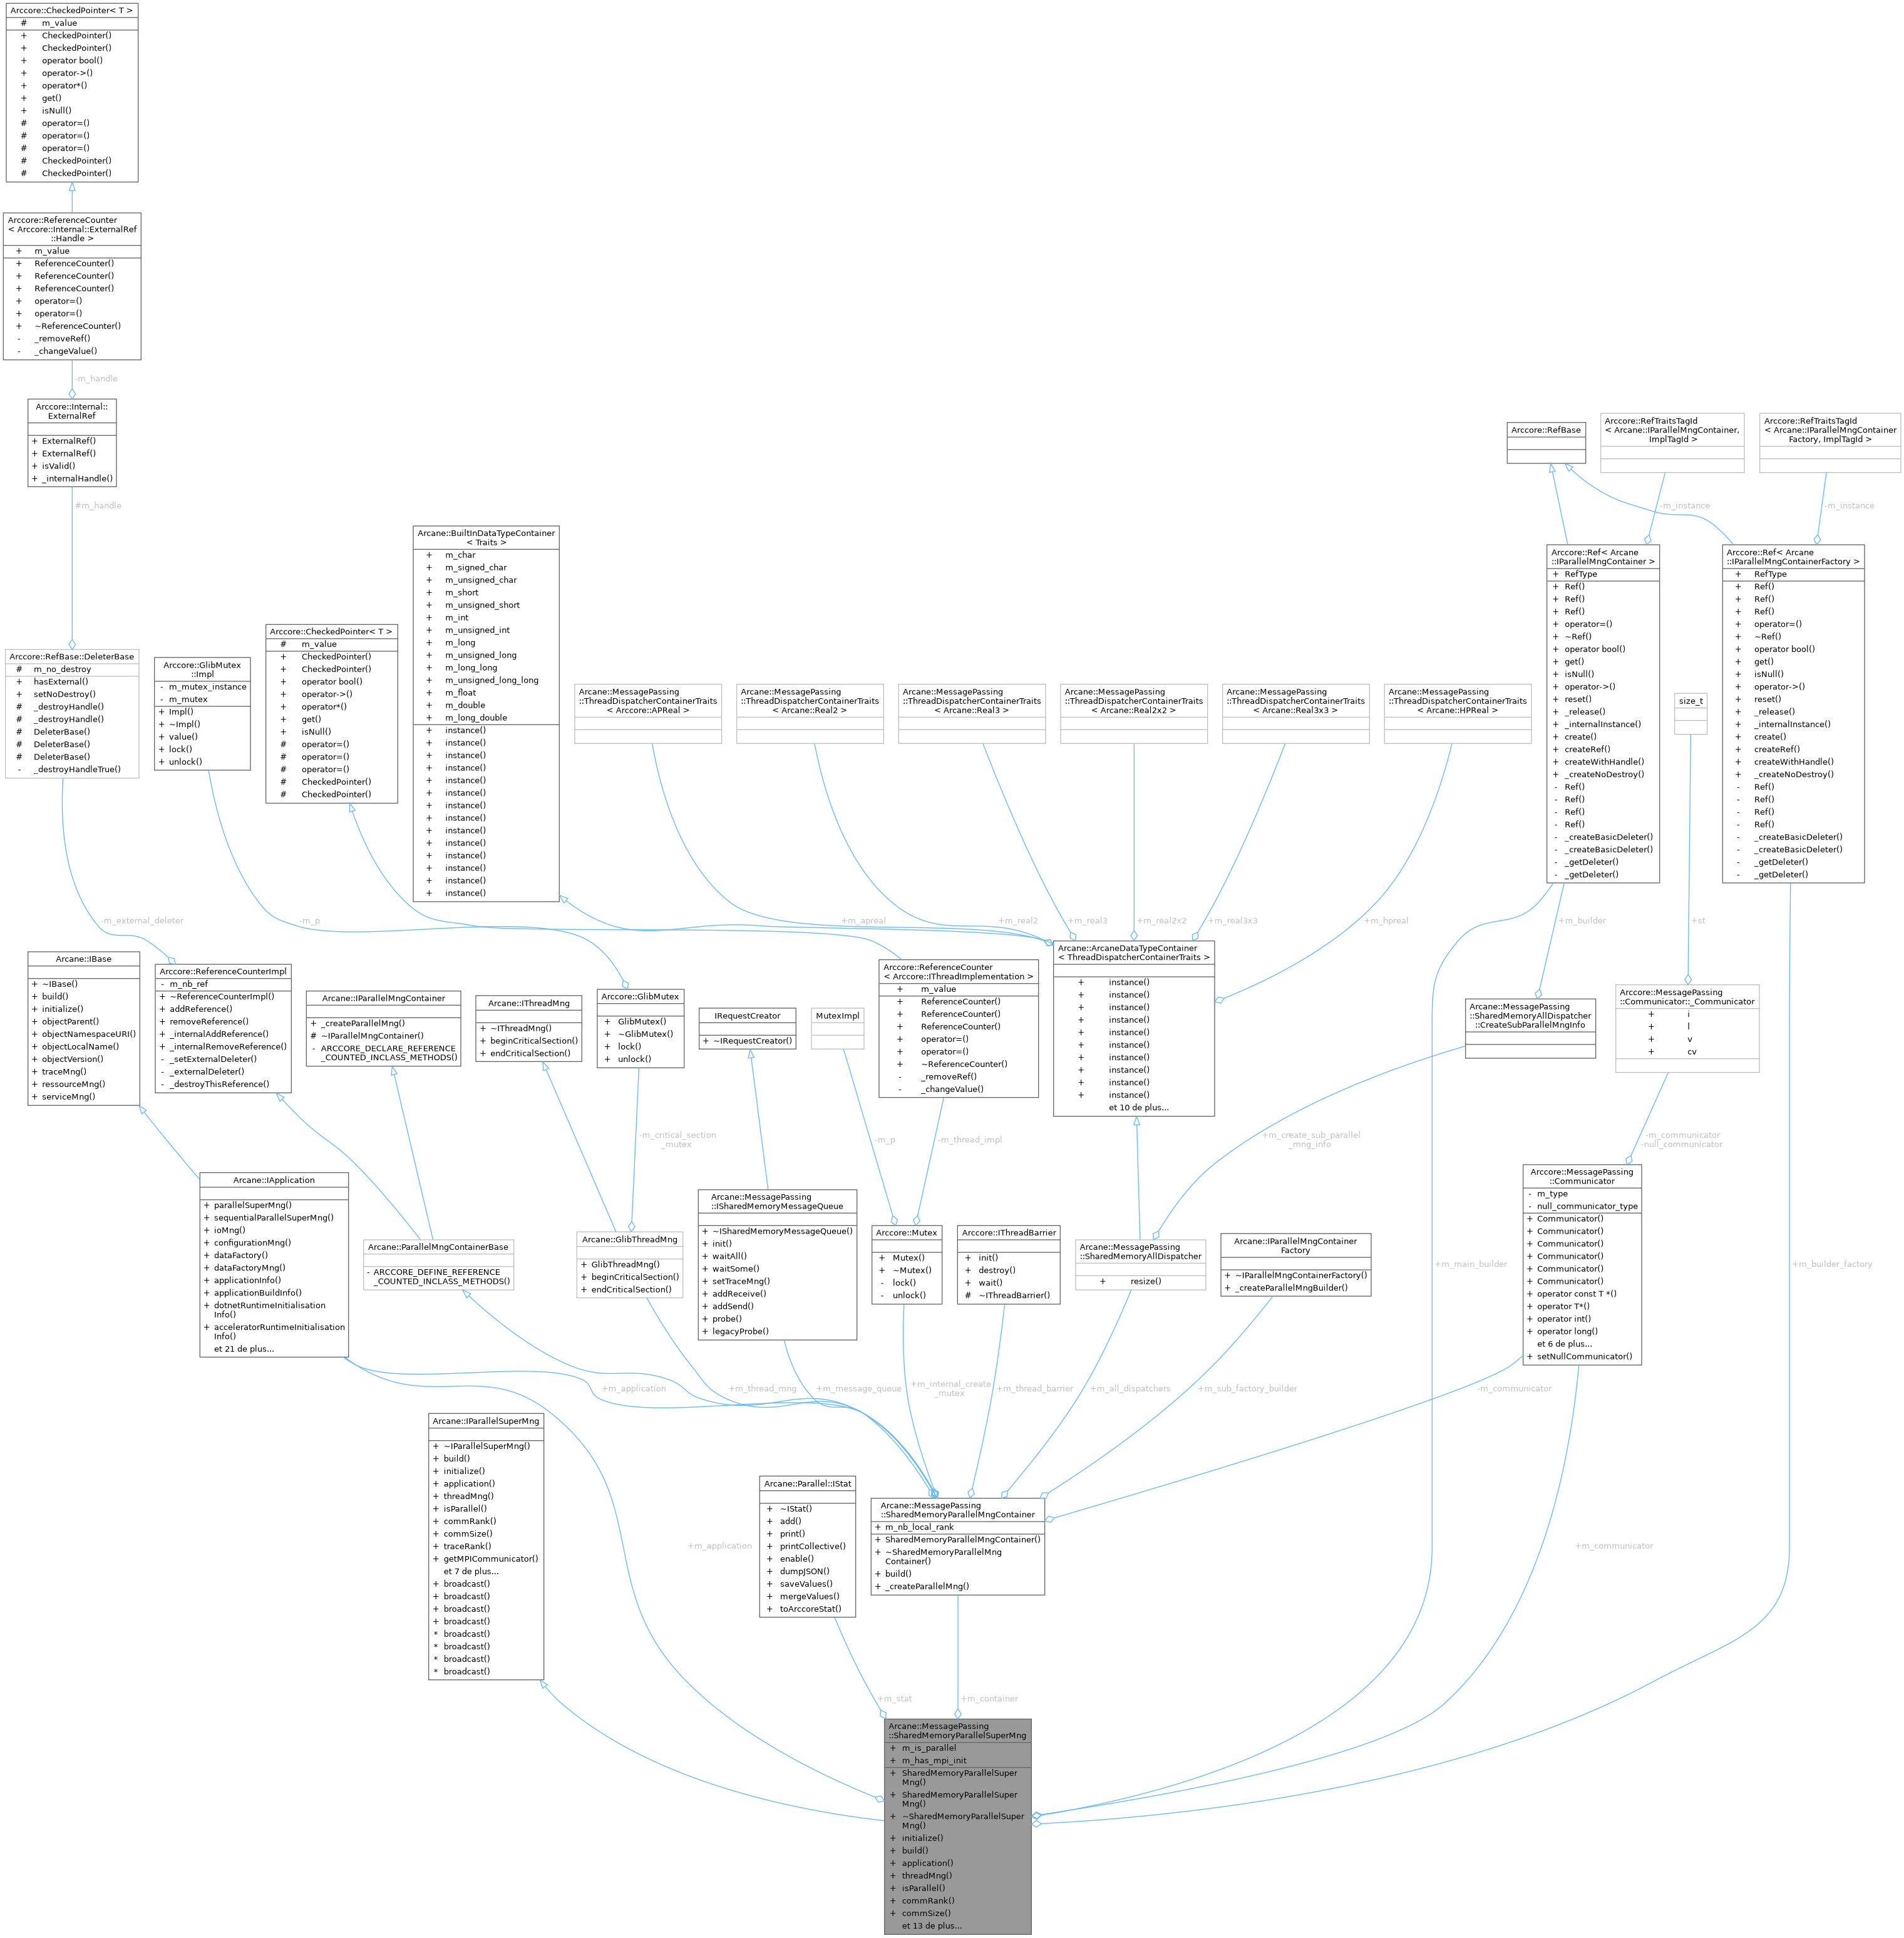 Arccore::CheckedPointer< T >
# m_value
+ CheckedPointer()
+ CheckedPointer()
+ operator bool()
+ operator->()
+ operator*()
+ get()
+ isNull()
# operator=()
# operator=()
# operator=()
# CheckedPointer()
# CheckedPointer()
Arccore::ReferenceCounter
< Arccore::Internal::ExternalRef
::Handle >
+ m_value
+ ReferenceCounter()
+ ReferenceCounter()
+ ReferenceCounter()
+ operator=()
+ operator=()
+ ~ReferenceCounter()
- _removeRef()
- _changeValue()
-m_handle
Arccore::Internal::
ExternalRef
+ ExternalRef()
+ ExternalRef()
+ isValid()
+ _internalHandle()
#m_handle
Arccore::RefBase
Arccore::RefTraitsTagId
< Arcane::IParallelMngContainer,
ImplTagId >
Arccore::RefTraitsTagId
< Arcane::IParallelMngContainer
Factory, ImplTagId >
-m_instance
-m_instance
Arccore::RefBase::DeleterBase
# m_no_destroy
+ hasExternal()
+ setNoDestroy()
# _destroyHandle()
# _destroyHandle()
# DeleterBase()
# DeleterBase()
# DeleterBase()
- _destroyHandleTrue()
Arccore::GlibMutex
::Impl
- m_mutex_instance
- m_mutex
+ Impl()
+ ~Impl()
+ value()
+ lock()
+ unlock()
Arccore::CheckedPointer< T >
# m_value
+ CheckedPointer()
+ CheckedPointer()
+ operator bool()
+ operator->()
+ operator*()
+ get()
+ isNull()
# operator=()
# operator=()
# operator=()
# CheckedPointer()
# CheckedPointer()
Arcane::BuiltInDataTypeContainer
< Traits >
+ m_char
+ m_signed_char
+ m_unsigned_char
+ m_short
+ m_unsigned_short
+ m_int
+ m_unsigned_int
+ m_long
+ m_unsigned_long
+ m_long_long
+ m_unsigned_long_long
+ m_float
+ m_double
+ m_long_double
+ instance()
+ instance()
+ instance()
+ instance()
+ instance()
+ instance()
+ instance()
+ instance()
+ instance()
+ instance()
+ instance()
+ instance()
+ instance()
+ instance()
Arcane::MessagePassing
::ThreadDispatcherContainerTraits
< Arccore::APReal >
Arcane::MessagePassing
::ThreadDispatcherContainerTraits
< Arcane::Real2 >
Arcane::MessagePassing
::ThreadDispatcherContainerTraits
< Arcane::Real3 >
Arcane::MessagePassing
::ThreadDispatcherContainerTraits
< Arcane::Real2x2 >
Arcane::MessagePassing
::ThreadDispatcherContainerTraits
< Arcane::Real3x3 >
Arcane::MessagePassing
::ThreadDispatcherContainerTraits
< Arcane::HPReal >
Arccore::Ref< Arcane
::IParallelMngContainer >
+ RefType
+ Ref()
+ Ref()
+ Ref()
+ operator=()
+ ~Ref()
+ operator bool()
+ get()
+ isNull()
+ operator->()
+ reset()
+ _release()
+ _internalInstance()
+ create()
+ createRef()
+ createWithHandle()
+ _createNoDestroy()
- Ref()
- Ref()
- Ref()
- Ref()
- _createBasicDeleter()
- _createBasicDeleter()
- _getDeleter()
- _getDeleter()
size_t
Arccore::Ref< Arcane
::IParallelMngContainerFactory >
+ RefType
+ Ref()
+ Ref()
+ Ref()
+ operator=()
+ ~Ref()
+ operator bool()
+ get()
+ isNull()
+ operator->()
+ reset()
+ _release()
+ _internalInstance()
+ create()
+ createRef()
+ createWithHandle()
+ _createNoDestroy()
- Ref()
- Ref()
- Ref()
- Ref()
- _createBasicDeleter()
- _createBasicDeleter()
- _getDeleter()
- _getDeleter()
-m_external_deleter
-m_p
+m_apreal
+m_real2
+m_real3
+m_real2x2
+m_real3x3
+m_hpreal
+m_builder
+st
Arcane::IBase
+ ~IBase()
+ build()
+ initialize()
+ objectParent()
+ objectNamespaceURI()
+ objectLocalName()
+ objectVersion()
+ traceMng()
+ ressourceMng()
+ serviceMng()
Arccore::ReferenceCounterImpl
- m_nb_ref
+ ~ReferenceCounterImpl()
+ addReference()
+ removeReference()
+ _internalAddReference()
+ _internalRemoveReference()
- _setExternalDeleter()
- _externalDeleter()
- _destroyThisReference()
Arcane::IParallelMngContainer
+ _createParallelMng()
# ~IParallelMngContainer()
- ARCCORE_DECLARE_REFERENCE
_COUNTED_INCLASS_METHODS()
Arcane::IThreadMng
+ ~IThreadMng()
+ beginCriticalSection()
+ endCriticalSection()
Arccore::GlibMutex
+ GlibMutex()
+ ~GlibMutex()
+ lock()
+ unlock()
IRequestCreator
+ ~IRequestCreator()
MutexImpl
Arccore::ReferenceCounter
< Arccore::IThreadImplementation >
+ m_value
+ ReferenceCounter()
+ ReferenceCounter()
+ ReferenceCounter()
+ operator=()
+ operator=()
+ ~ReferenceCounter()
- _removeRef()
- _changeValue()
Arcane::ArcaneDataTypeContainer
< ThreadDispatcherContainerTraits >
+ instance()
+ instance()
+ instance()
+ instance()
+ instance()
+ instance()
+ instance()
+ instance()
+ instance()
+ instance()
et 10 de plus...
Arcane::MessagePassing
::SharedMemoryAllDispatcher
::CreateSubParallelMngInfo
Arccore::MessagePassing
::Communicator::_Communicator
+ i
+ l
+ v
+ cv
-m_critical_section
_mutex
-m_p
-m_thread_impl
+m_create_sub_parallel
_mng_info
-m_communicator
-null_communicator
Arcane::IApplication
+ parallelSuperMng()
+ sequentialParallelSuperMng()
+ ioMng()
+ configurationMng()
+ dataFactory()
+ dataFactoryMng()
+ applicationInfo()
+ applicationBuildInfo()
+ dotnetRuntimeInitialisation
Info()
+ acceleratorRuntimeInitialisation
Info()
et 21 de plus...
Arcane::ParallelMngContainerBase
- ARCCORE_DEFINE_REFERENCE
_COUNTED_INCLASS_METHODS()
Arcane::GlibThreadMng
+ GlibThreadMng()
+ beginCriticalSection()
+ endCriticalSection()
Arcane::MessagePassing
::ISharedMemoryMessageQueue
+ ~ISharedMemoryMessageQueue()
+ init()
+ waitAll()
+ waitSome()
+ setTraceMng()
+ addReceive()
+ addSend()
+ probe()
+ legacyProbe()
Arccore::Mutex
+ Mutex()
+ ~Mutex()
- lock()
- unlock()
Arccore::IThreadBarrier
+ init()
+ destroy()
+ wait()
# ~IThreadBarrier()
Arcane::MessagePassing
::SharedMemoryAllDispatcher
+ resize()
Arcane::IParallelMngContainer
Factory
+ ~IParallelMngContainerFactory()
+ _createParallelMngBuilder()
+m_main_builder
Arccore::MessagePassing
::Communicator
- m_type
- null_communicator_type
+ Communicator()
+ Communicator()
+ Communicator()
+ Communicator()
+ Communicator()
+ Communicator()
+ operator const T *()
+ operator T*()
+ operator int()
+ operator long()
et 6 de plus...
+ setNullCommunicator()
+m_builder_factory
+m_application
+m_thread_mng
+m_message_queue
+m_internal_create
_mutex
+m_thread_barrier
+m_all_dispatchers
+m_sub_factory_builder
-m_communicator
Arcane::IParallelSuperMng
+ ~IParallelSuperMng()
+ build()
+ initialize()
+ application()
+ threadMng()
+ isParallel()
+ commRank()
+ commSize()
+ traceRank()
+ getMPICommunicator()
et 7 de plus...
+ broadcast()
+ broadcast()
+ broadcast()
+ broadcast()
* broadcast()
* broadcast()
* broadcast()
* broadcast()
+m_application
Arcane::Parallel::IStat
+ ~IStat()
+ add()
+ print()
+ printCollective()
+ enable()
+ dumpJSON()
+ saveValues()
+ mergeValues()
+ toArccoreStat()
Arcane::MessagePassing
::SharedMemoryParallelMngContainer
+ m_nb_local_rank
+ SharedMemoryParallelMngContainer()
+ ~SharedMemoryParallelMng
Container()
+ build()
+ _createParallelMng()
+m_communicator
+m_stat
+m_container
Arcane::MessagePassing
::SharedMemoryParallelSuperMng
+ m_is_parallel
+ m_has_mpi_init
+ SharedMemoryParallelSuper
Mng()
+ SharedMemoryParallelSuper
Mng()
+ ~SharedMemoryParallelSuper
Mng()
+ initialize()
+ build()
+ application()
+ threadMng()
+ isParallel()
+ commRank()
+ commSize()
et 13 de plus...